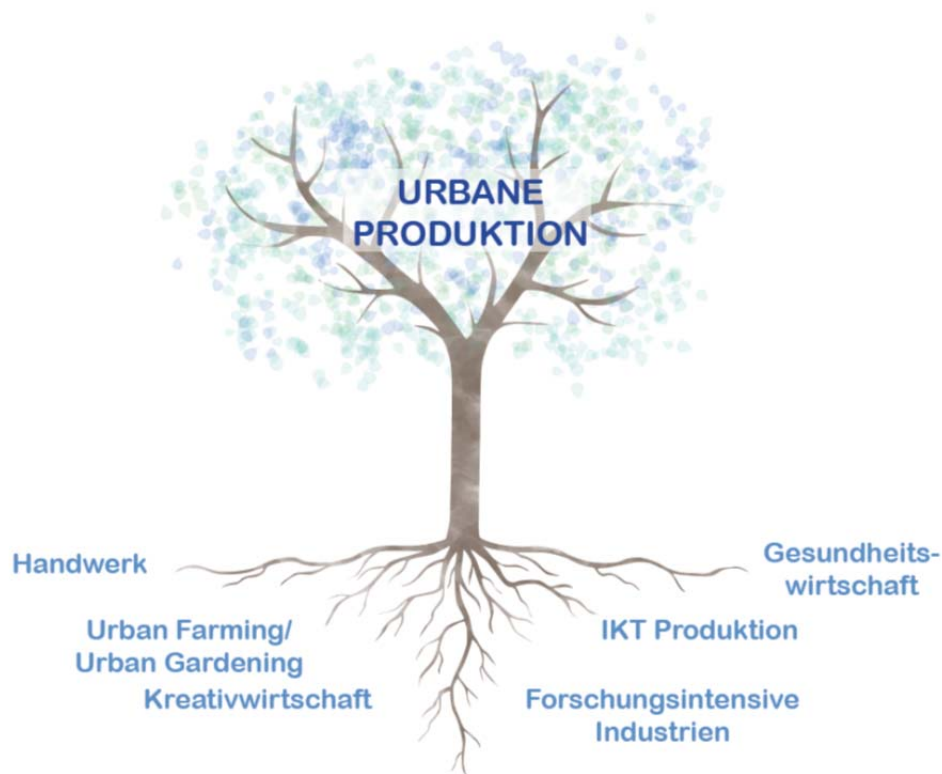 URBANE
PRODUKTION
Handwerk
Gesundheits-
wirtschaft
Urban Farming/
Urban Gardening
IKT Produktion
Kreativwirtschaft
Forschungsintensive
Industrien